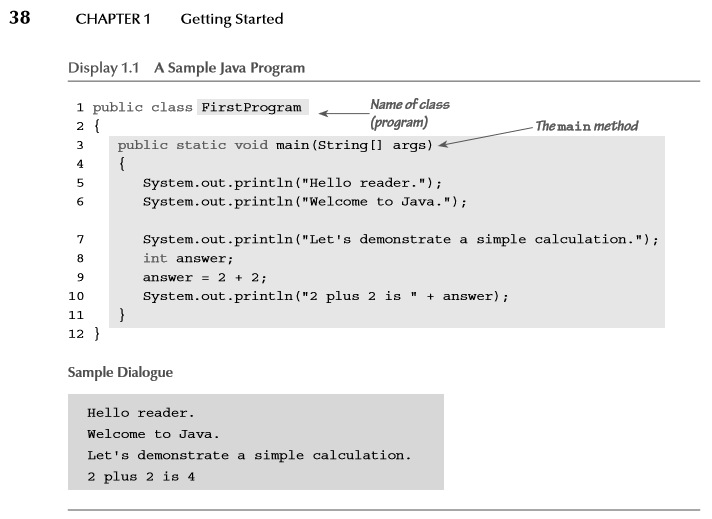 38 CHAPTER 1 Getting Started
Display 1.1 A Sample Java Program
1 public class FirstProgram
Name of class
(program)
2 {
The main method
3 public static void main(String[] args)
4 {
5 System.out.println("Hello reader.");
6 System.out.println("Welcome to Java.");
7 System.out.println("Let's demonstrate a simple calculation.");
8 int answer;
9 answer = 2 + 2;
10 System.out.println("2 plus 2 is " + answer);
11 }
12 }
Sample Dialogue
Hello reader.
Welcome to Java.
Let's demonstrate a simple calculation.
2 plus 2 is 4